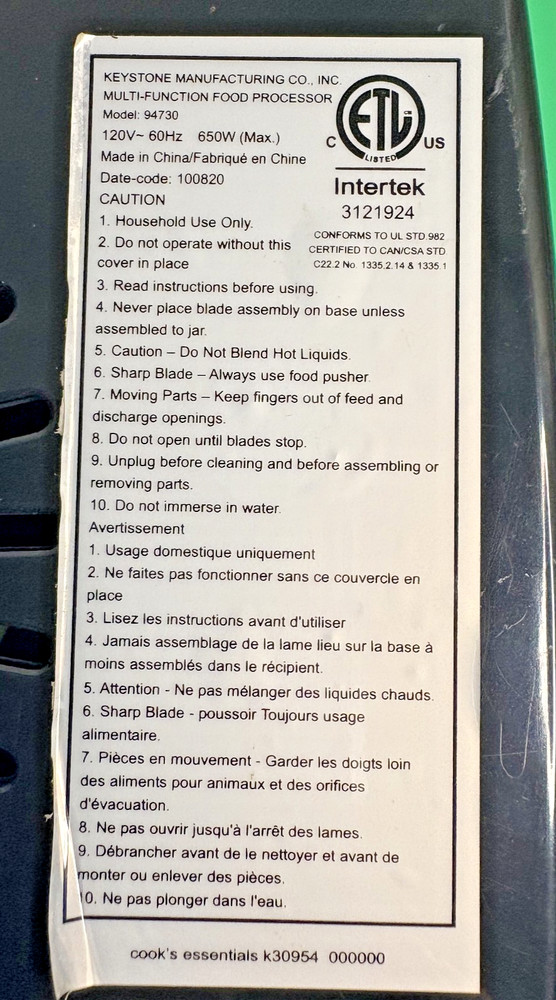 KEYSTONE MANUFACTURING CO., INC.
MULTI-FUNCTION FOOD PROCESSOR
Model: 94730
120V~ 60Hz 650W (Max.)
Made in China/Fabriqué en Chine
Date-code: 100820
C ETL US
LISTED
Intertek
3121924
CONFORMS TO UL STD.982
CERTIFIED TO CAN/CSA STD
C22.2 No. 1335.2.14 & 1335.1
CAUTION
1. Household Use Only.
2. Do not operate without this
cover in place
3. Read instructions before using.
4. Never place blade assembly on base unless
assembled to jar.
5. Caution – Do Not Blend Hot Liquids.
6. Sharp Blade – Always use food pusher.
7. Moving Parts – Keep fingers out of feed and
discharge openings.
8. Do not open until blades stop.
9. Unplug before cleaning and before assembling or
removing parts.
10. Do not immerse in water.
Avertissement
1. Usage domestique uniquement
2. Ne faites pas fonctionner sans ce couvercle en
place
3. Lisez les instructions avant d'utiliser
4. Jamais assemblage de la lame lieu sur la base à
moins assemblés dans le récipient.
5. Attention - Ne pas mélanger des liquides chauds.
6. Sharp Blade - poussoir Toujours usage
alimentaire.
7. Pièces en mouvement - Garder les doigts loin
des aliments pour animaux et des orifices
d'évacuation.
8. Ne pas ouvrir jusqu'à l'arrêt des lames.
9. Débrancher avant de le nettoyer et avant de
monter ou enlever des pièces.
10. Ne pas plonger dans l'eau.
cook's essentials k30954 000000